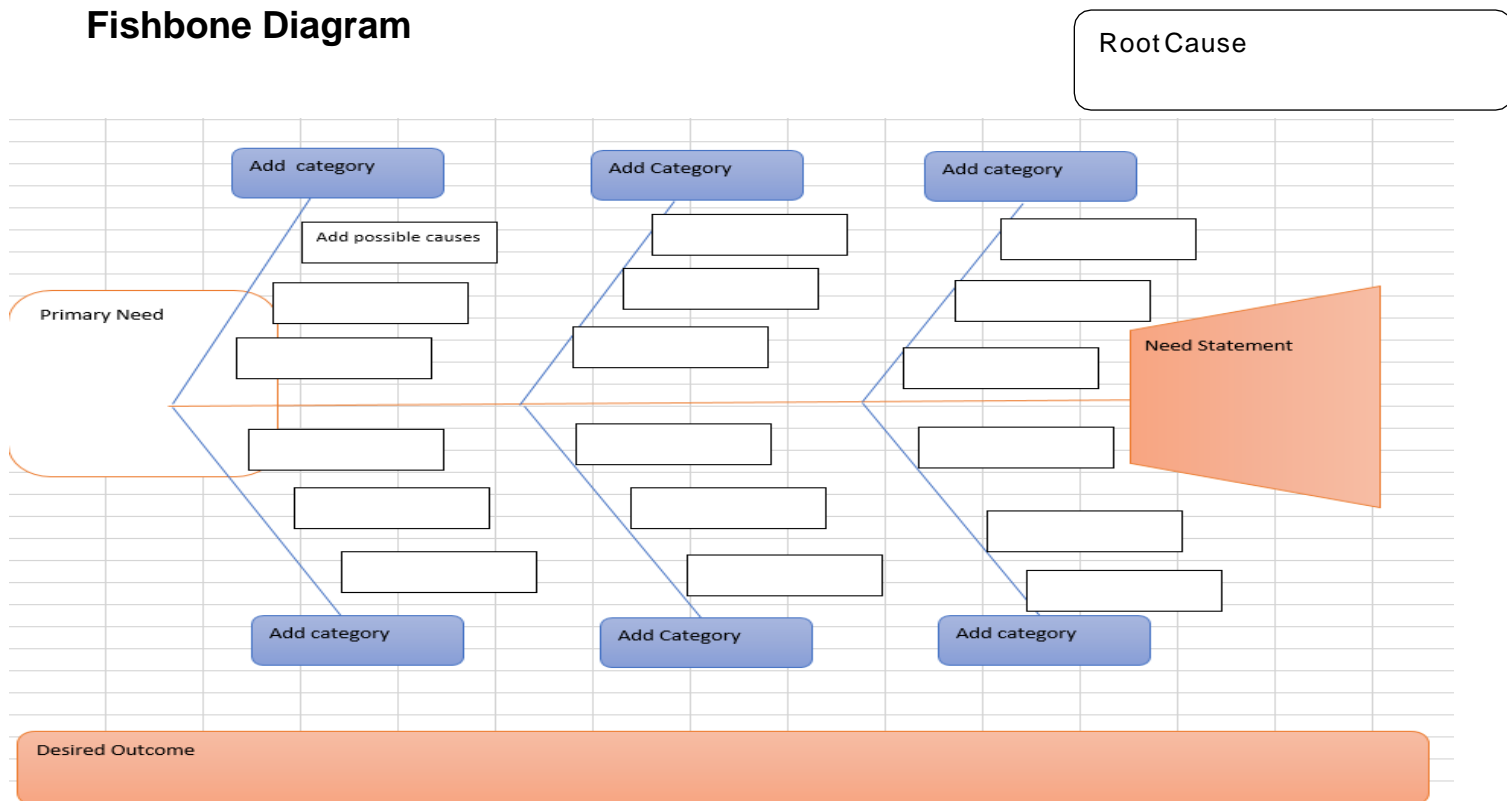 Fishbone Diagram
Root Cause
Add category
Add Category
Add category
Add possible causes
Primary Need
Need Statement
Add category
Add Category
Add category
Desired Outcome